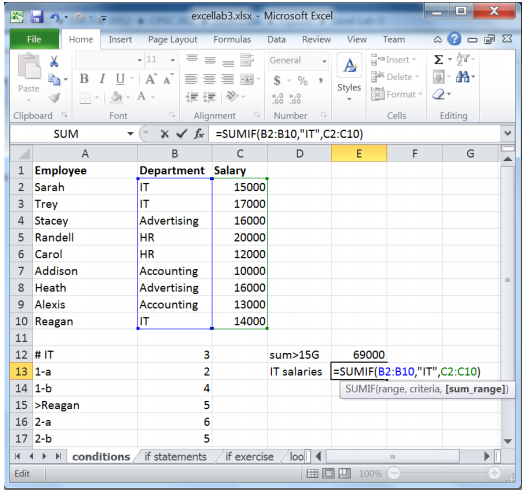 excellab3.xlsx - Microsoft Excel
File Home Insert Page Layout Formulas Data Review View Team
Paste
11
B I U A A
A
General
$ % ,
.0 .00 .00 .0
A
Styles
Insert
Delete
Format
Σ
Clipboard Font Alignment Number Cells Editing
SUM fx =SUMIF(B2:B10,"IT",C2:C10)
A B C D E F G
1 Employee Department Salary
2 Sarah IT 15000
3 Trey IT 17000
4 Stacey Advertising 16000
5 Randell HR 20000
6 Carol HR 12000
7 Addison Accounting 10000
8 Heath Advertising 16000
9 Alexis Accounting 13000
10 Reagan IT 14000
11
12 # IT 3 sum>15G 69000
13 1-a 2 IT salaries =SUMIF(B2:B10,"IT",C2:C10)
14 1-b 4 SUMIF(range, criteria, [sum_range])
15 >Reagan 5
16 2-a 6
17 2-b 5
conditions if statements if exercise loo
Edit 100%